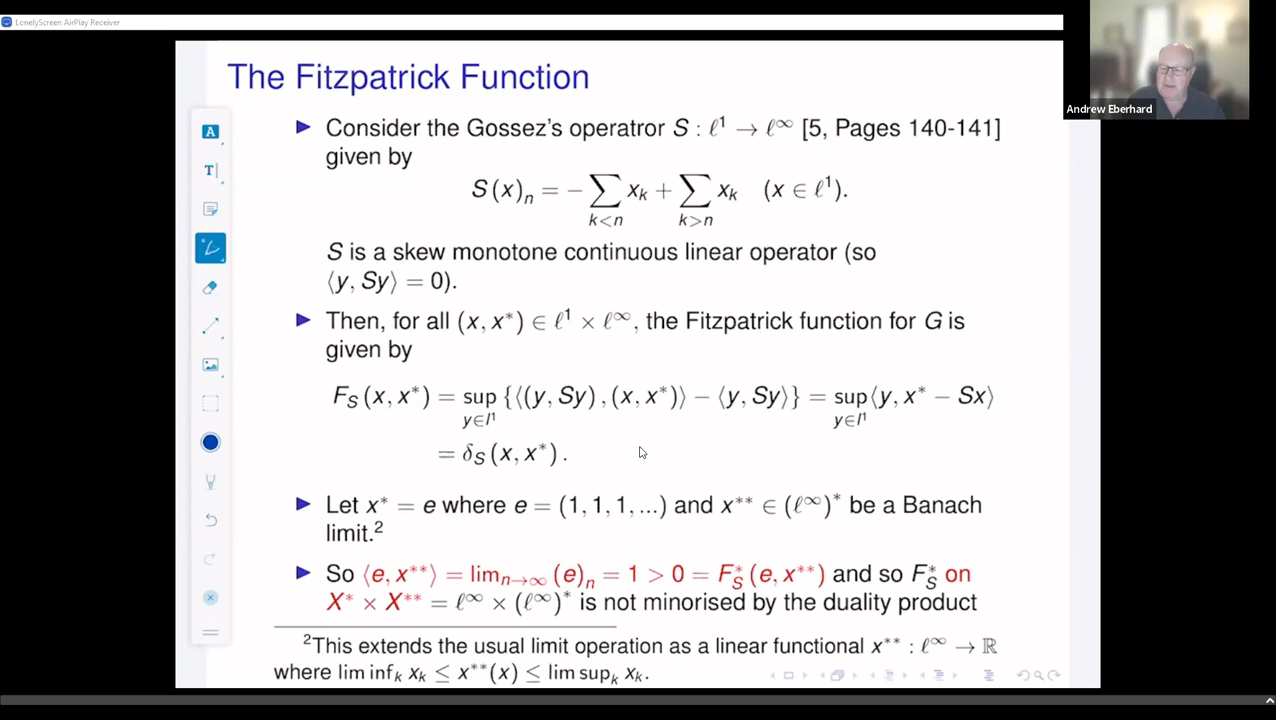 LonelyScreen AirPlay Receiver
Andrew Eberhard
The Fitzpatrick Function
▶ Consider the Gossez's operatror S : ℓ¹ → ℓ^∞ [5, Pages 140-141]
given by
S(x)_n = − ∑_{k<n} x_k + ∑_{k>n} x_k (x ∈ ℓ¹).
S is a skew monotone continuous linear operator (so
⟨y, Sy⟩ = 0).
▶ Then, for all (x, x*) ∈ ℓ¹ × ℓ^∞, the Fitzpatrick function for G is
given by
F_S (x, x*) = sup_{y∈l¹} {⟨(y, Sy), (x, x*)⟩ − ⟨y, Sy⟩} = sup_{y∈l¹} ⟨y, x* − Sx⟩
= δ_S (x, x*) .
▶ Let x* = e where e = (1, 1, 1, ...) and x** ∈ (ℓ^∞)* be a Banach
limit.²
▶ So ⟨e, x**⟩ = lim_{n→∞} (e)_n = 1 > 0 = F*_S (e, x**) and so F*_S on
X* × X** = ℓ^∞ × (ℓ^∞)* is not minorised by the duality product
²This extends the usual limit operation as a linear functional x** : ℓ^∞ → ℝ
where lim inf_k x_k ≤ x**(x) ≤ lim sup_k x_k.